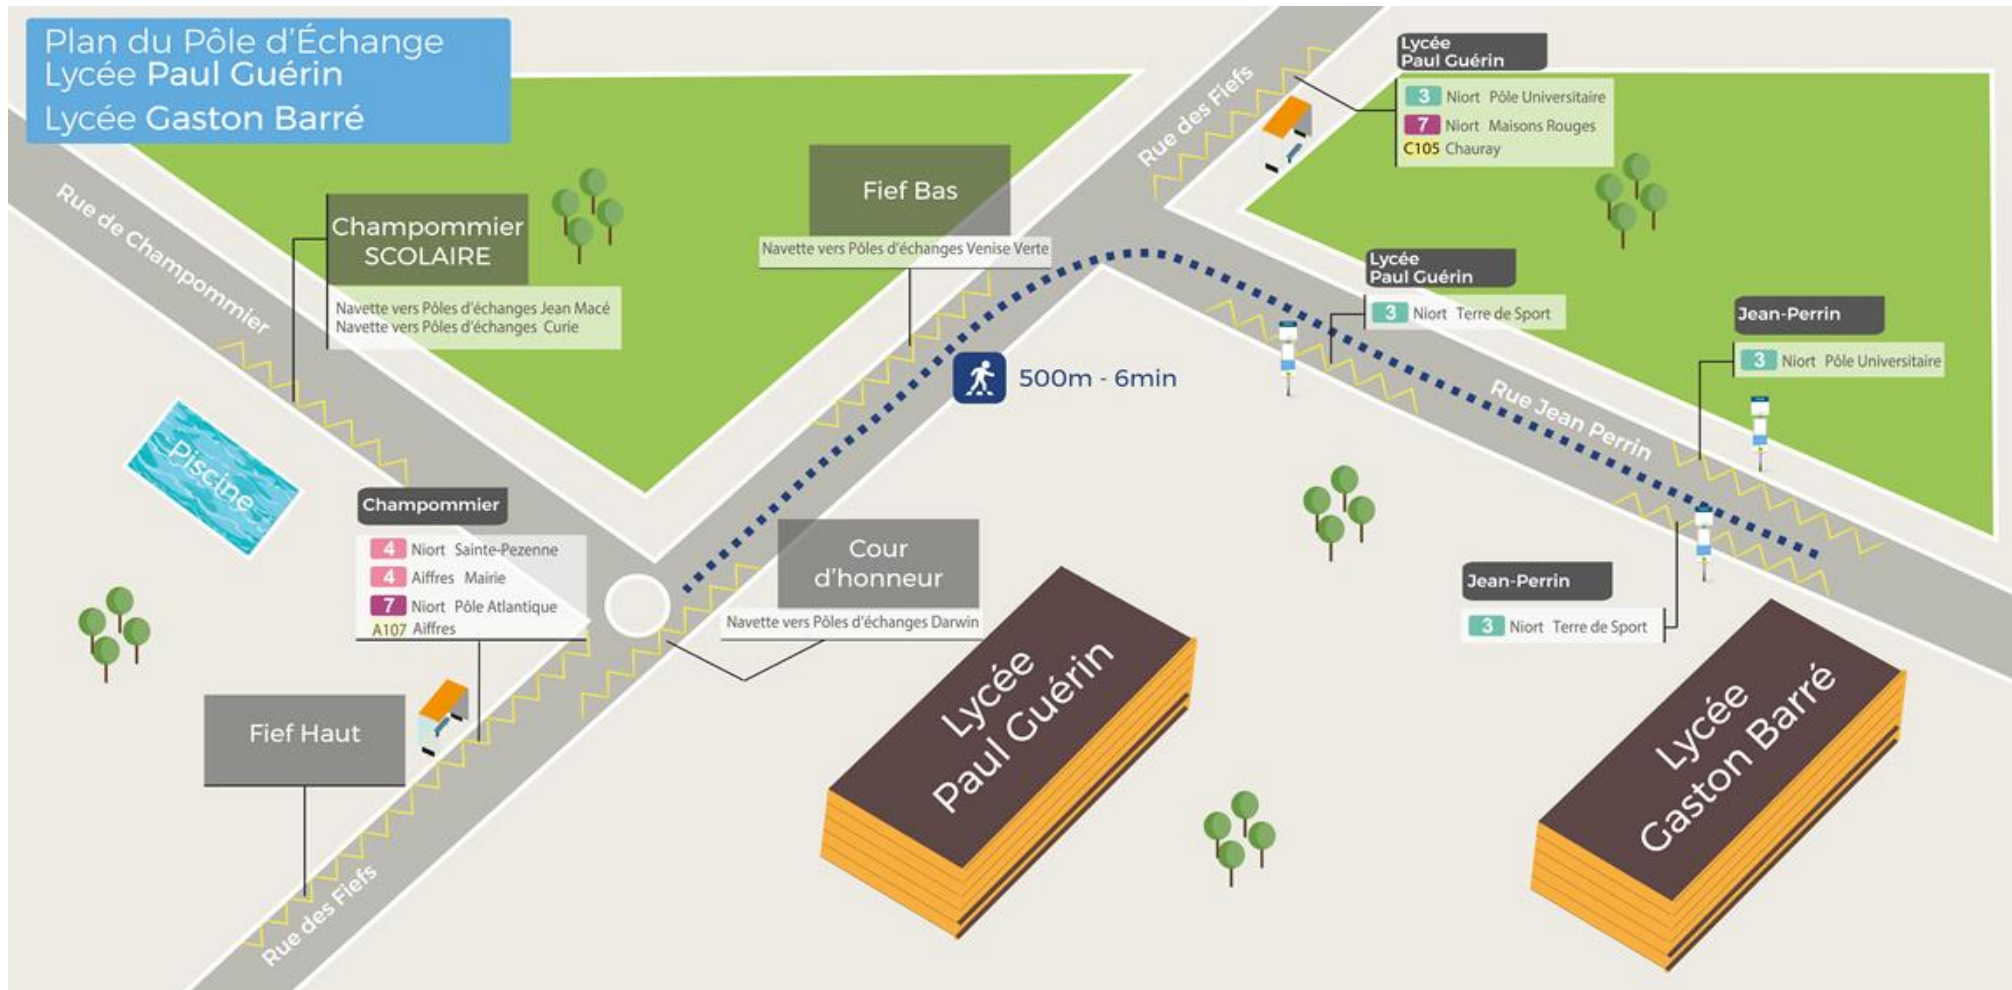 Plan du Pôle d’Échange
Lycée Paul Guérin
Lycée Gaston Barré
Rue de Champommier
Champommier
SCOLAIRE
Navette vers Pôles d'échanges Jean Macé
Navette vers Pôles d'échanges Curie
Fief Bas
Navette vers Pôles d'échanges Venise Verte
Rue des Fiefs
Lycée
Paul Guérin
3 Niort Pôle Universitaire
7 Niort Maisons Rouges
C105 Chauray
Lycée
Paul Guérin
3 Niort Terre de Sport
Jean-Perrin
3 Niort Pôle Universitaire
500m - 6min
Rue Jean Perrin
Piscine
Champommier
4 Niort Sainte-Pezenne
4 Aiffres Mairie
7 Niort Pôle Atlantique
A107 Aiffres
Cour
d’honneur
Navette vers Pôles d'échanges Darwin
Jean-Perrin
3 Niort Terre de Sport
Fief Haut
Rue des Fiefs
Lycée
Paul Guérin
Lycée
Gaston Barré